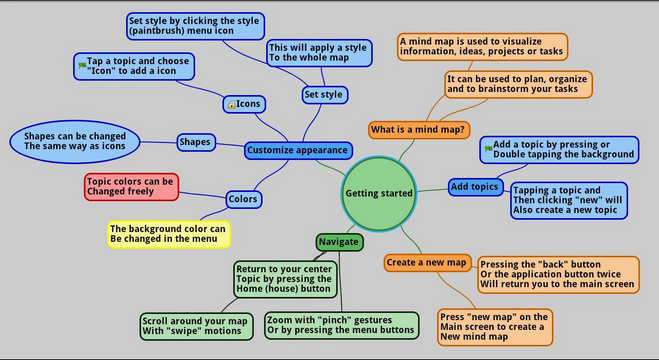 Set style by clicking the style
(paintbrush) menu icon
This will apply a style
To the whole map
Tap a topic and choose
"Icon" to add a icon
Set style
Icons
Shapes can be changed
The same way as icons
Shapes
Customize appearance
Topic colors can be
Changed freely
Colors
The background color can
Be changed in the menu
A mind map is used to visualize
information, ideas, projects or tasks
It can be used to plan, organize
and to brainstorm your tasks
What is a mind map?
Getting started
Add a topic by pressing or
Double tapping the background
Add topics
Tapping a topic and
Then clicking "new" will
Also create a new topic
Navigate
Return to your center
Topic by pressing the
Home (house) button
Scroll around your map
With "swipe" motions
Zoom with "pinch" gestures
Or by pressing the menu buttons
Create a new map
Pressing the "back" button
Or the application button twice
Will return you to the main screen
Press "new map" on the
Main screen to create a
New mind map